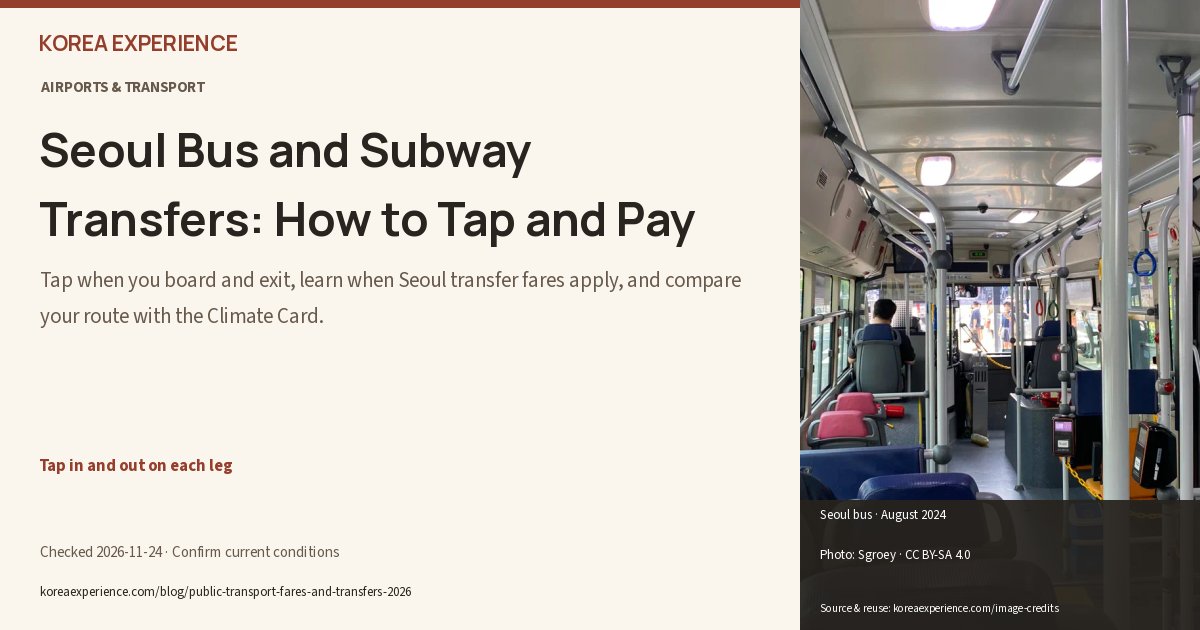 KOREA EXPERIENCE
AIRPORTS & TRANSPORT
Seoul Bus and Subway
Transfers: How to Tap and Pay
Tap when you board and exit, learn when Seoul transfer fares apply, and compare
your route with the Climate Card.
Tap in and out on each leg
Checked 2026-11-24 · Confirm current conditions
koreaexperience.com/blog/public-transport-fares-and-transfers-2026
Seoul bus · August 2024
Photo: Sgroey · CC BY-SA 4.0
Source & reuse: koreaexperience.com/image-credits